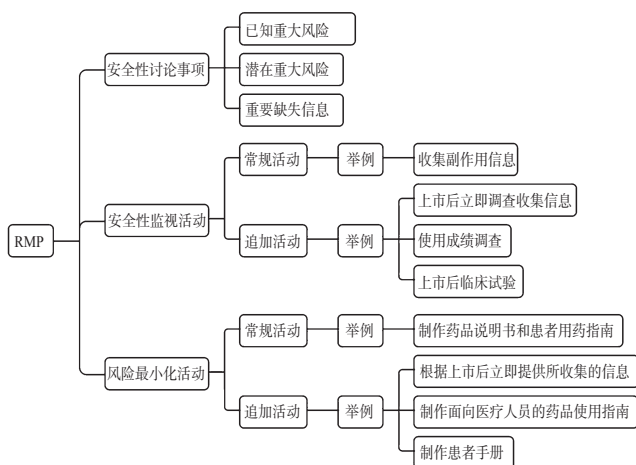 RMP
安全性讨论事项
已知重大风险
潜在重大风险
重要缺失信息
安全性监视活动
常规活动
举例
收集副作用信息
追加活动
举例
上市后立即调查收集信息
使用成绩调查
上市后临床试验
风险最小化活动
常规活动
举例
制作药品说明书和患者用药指南
追加活动
举例
根据上市后立即提供所收集的信息
制作面向医疗人员的药品使用指南
制作患者手册